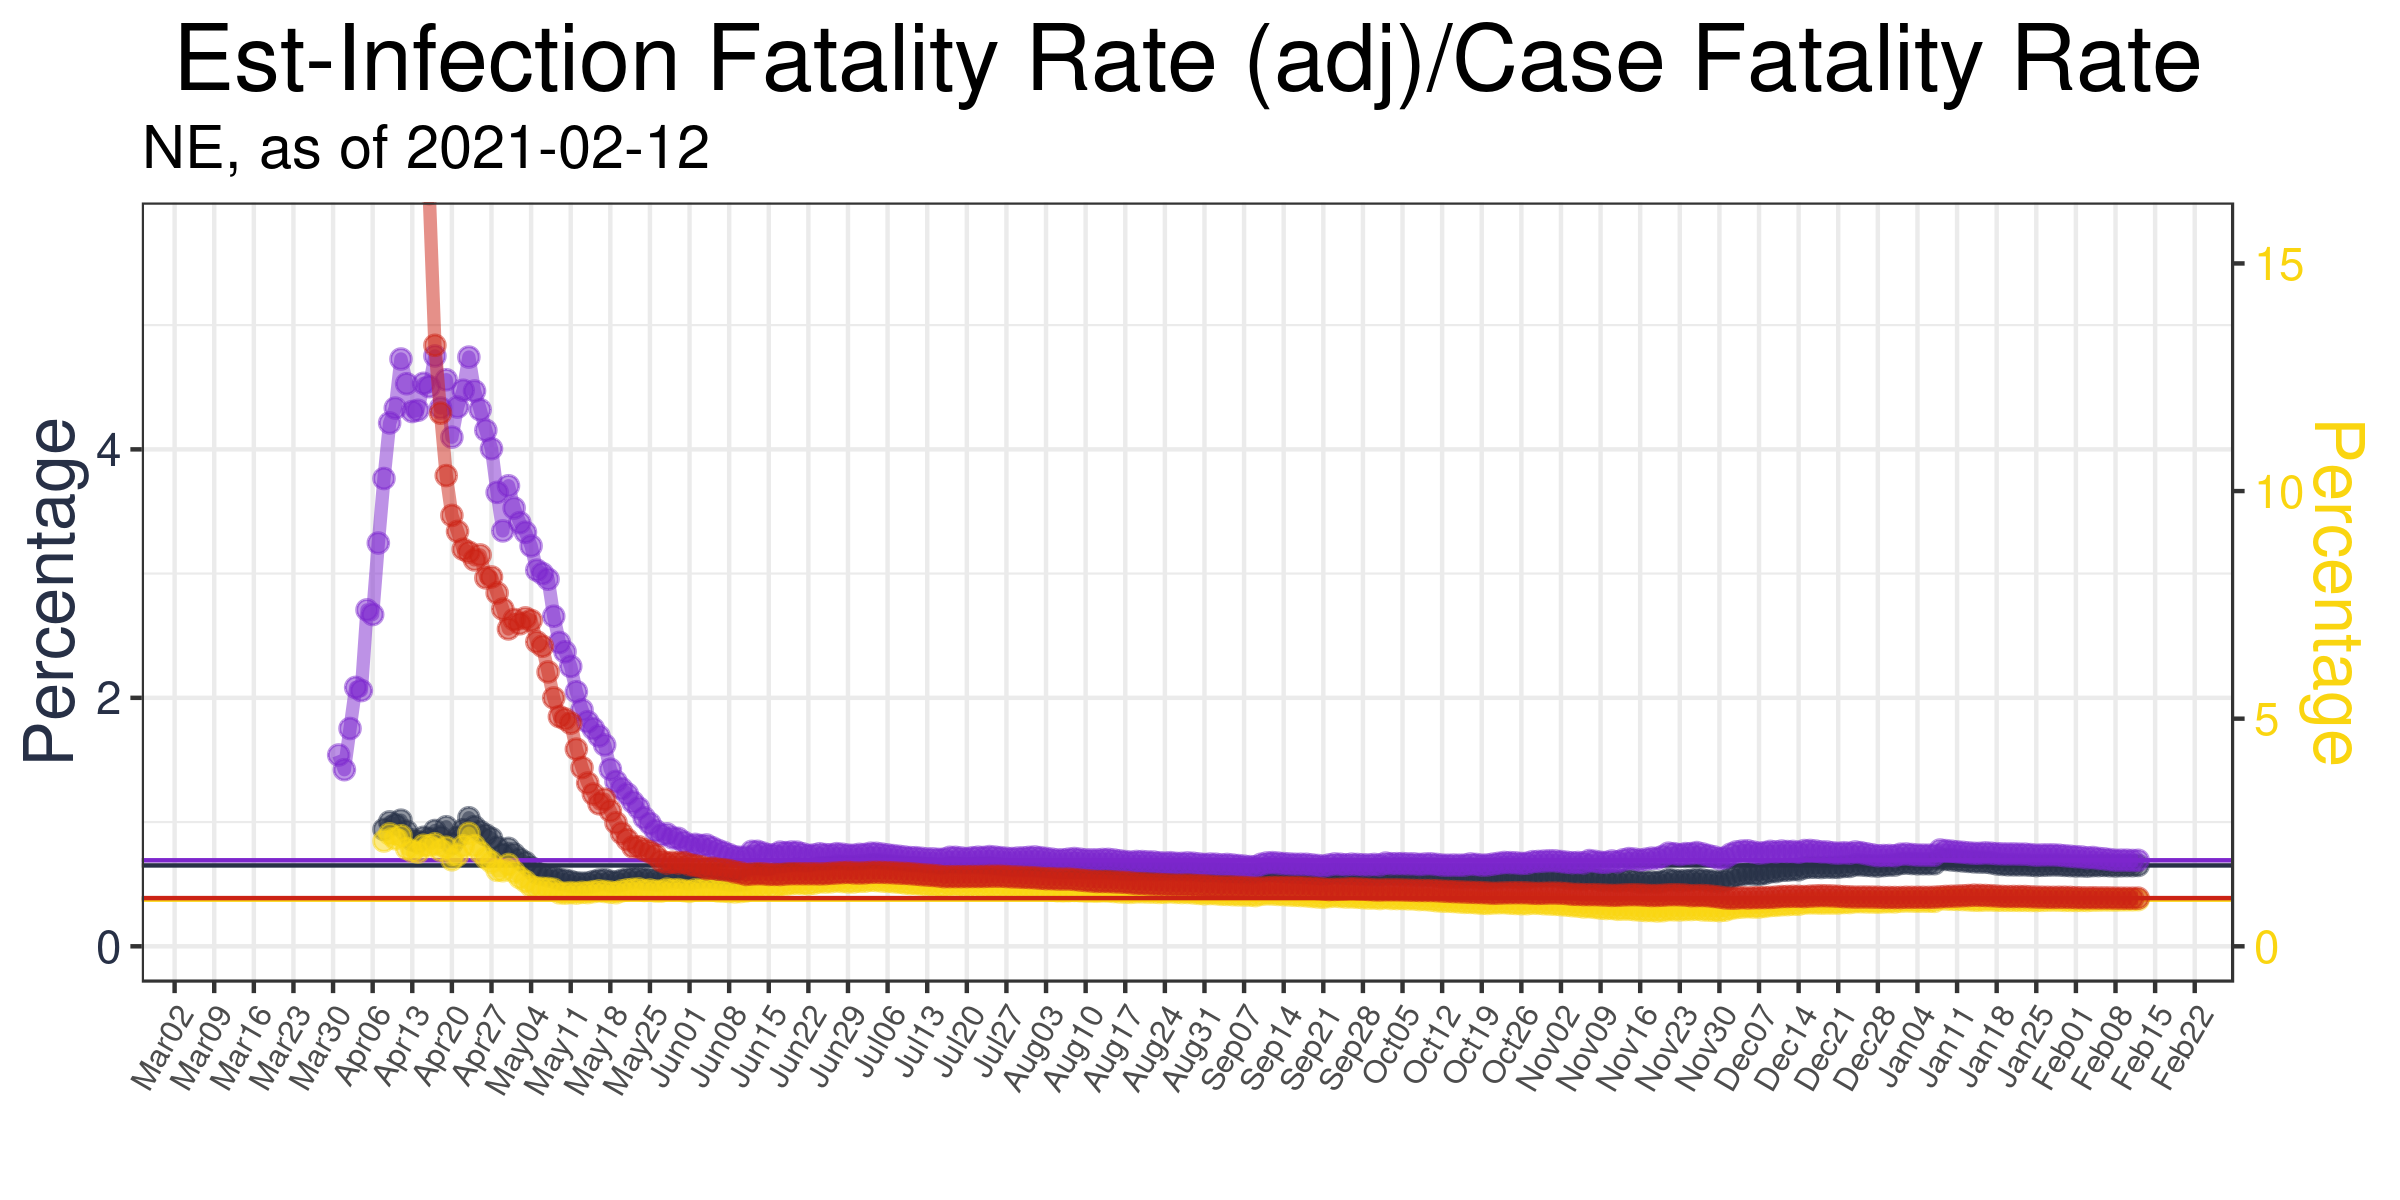 Est-Infection Fatality Rate (adj)/Case Fatality Rate
NE, as of 2021-02-12
Percentage
4
2
0
15
10
5
0
Percentage
Mar02 Mar09 Mar16 Mar23 Mar30 Apr06 Apr13 Apr20 Apr27 May04 May11 May18 May25 Jun01 Jun08 Jun15 Jun22 Jun29 Jul06 Jul13 Jul20 Jul27 Aug03 Aug10 Aug17 Aug24 Aug31 Sep07 Sep14 Sep21 Sep28 Oct05 Oct12 Oct19 Oct26 Nov02 Nov09 Nov16 Nov23 Nov30 Dec07 Dec14 Dec21 Dec28 Jan04 Jan11 Jan18 Jan25 Feb01 Feb08 Feb15 Feb22